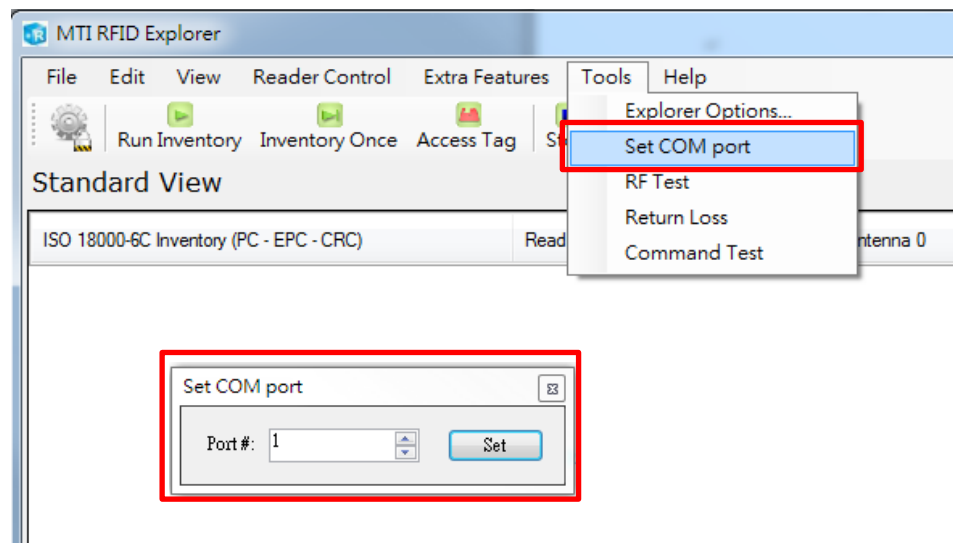 MTI RFID Explorer
File Edit View Reader Control Extra Features Tools Help
Run Inventory Inventory Once Access Tag
Explorer Options...
Set COM port
RF Test
Return Loss
Command Test
Standard View
ISO 18000-6C Inventory (PC - EPC - CRC) Read
Set COM port
Port #: 1 Set